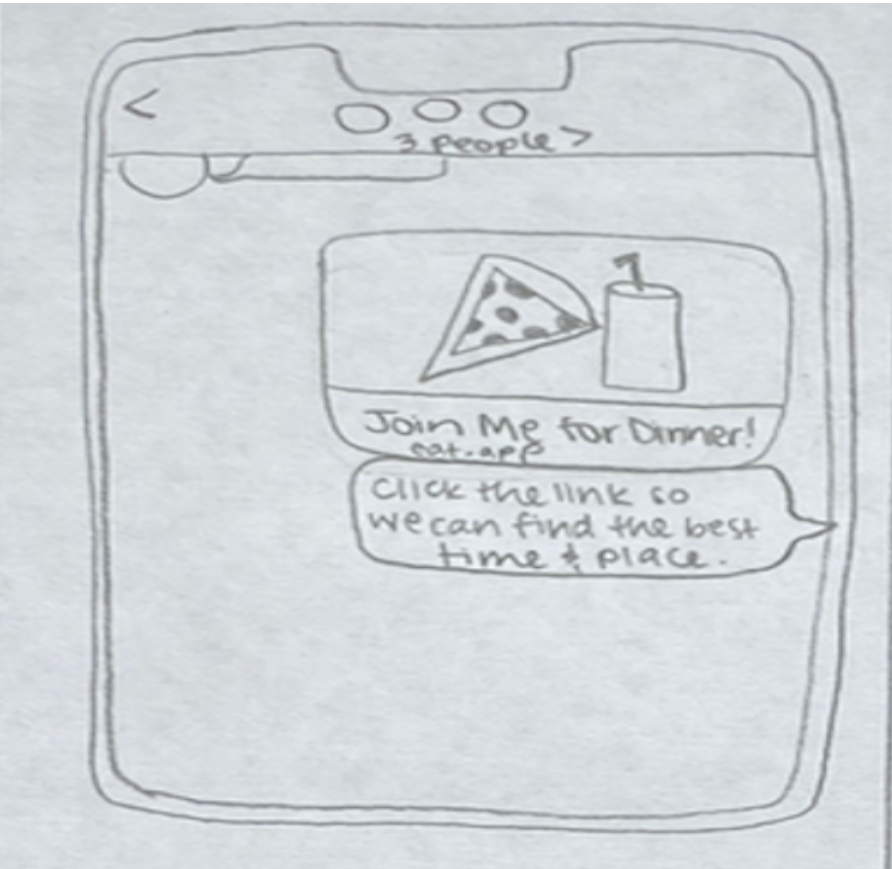 <
3 people >
Join Me for Dinner!
eat.app
Click the link so
we can find the best
time & place.